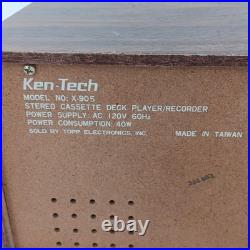 Ken-Tech
MODEL NO: X-905
STEREO CASSETTE DECK PLAYER/RECORDER
POWER SUPPLY: AC 120V 60Hz
POWER CONSUMPTION 40W
SOLD BY TOPP ELECTRONICS, INC.
MADE IN TAIWAN